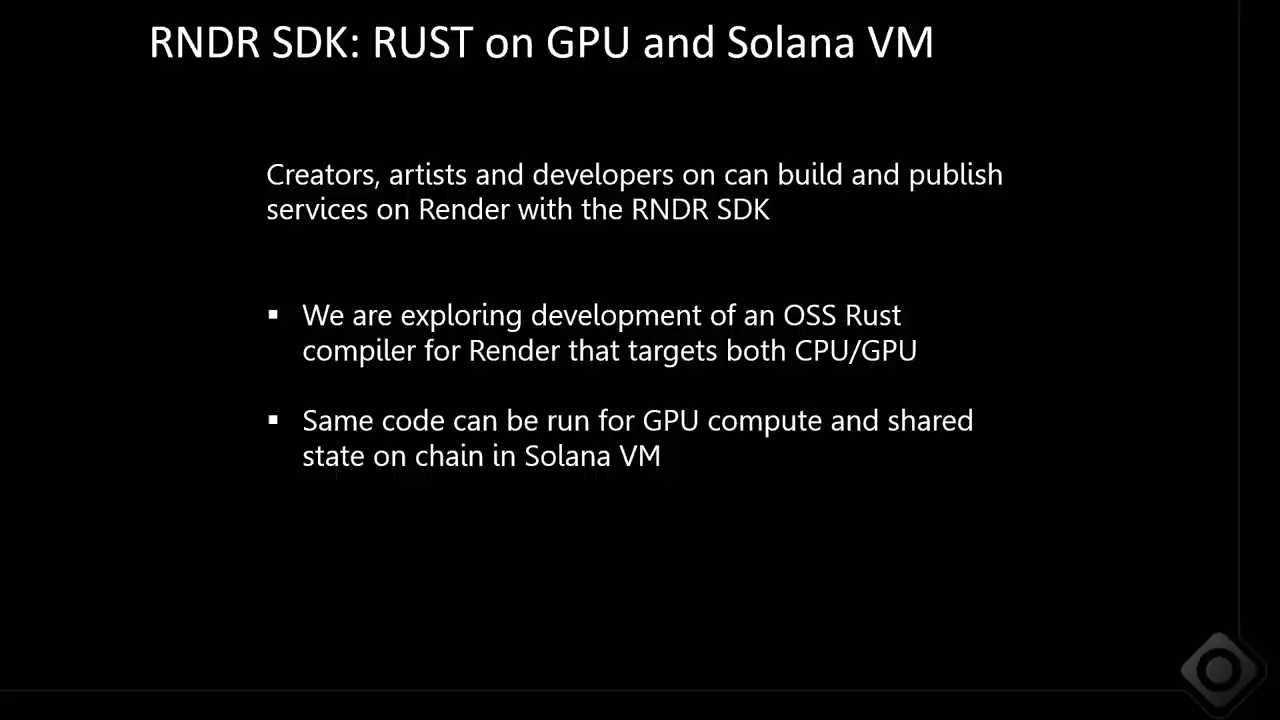 RNDR SDK: RUST on GPU and Solana VM
Creators, artists and developers on can build and publish
services on Render with the RNDR SDK
▪ We are exploring development of an OSS Rust
compiler for Render that targets both CPU/GPU
▪ Same code can be run for GPU compute and shared
state on chain in Solana VM